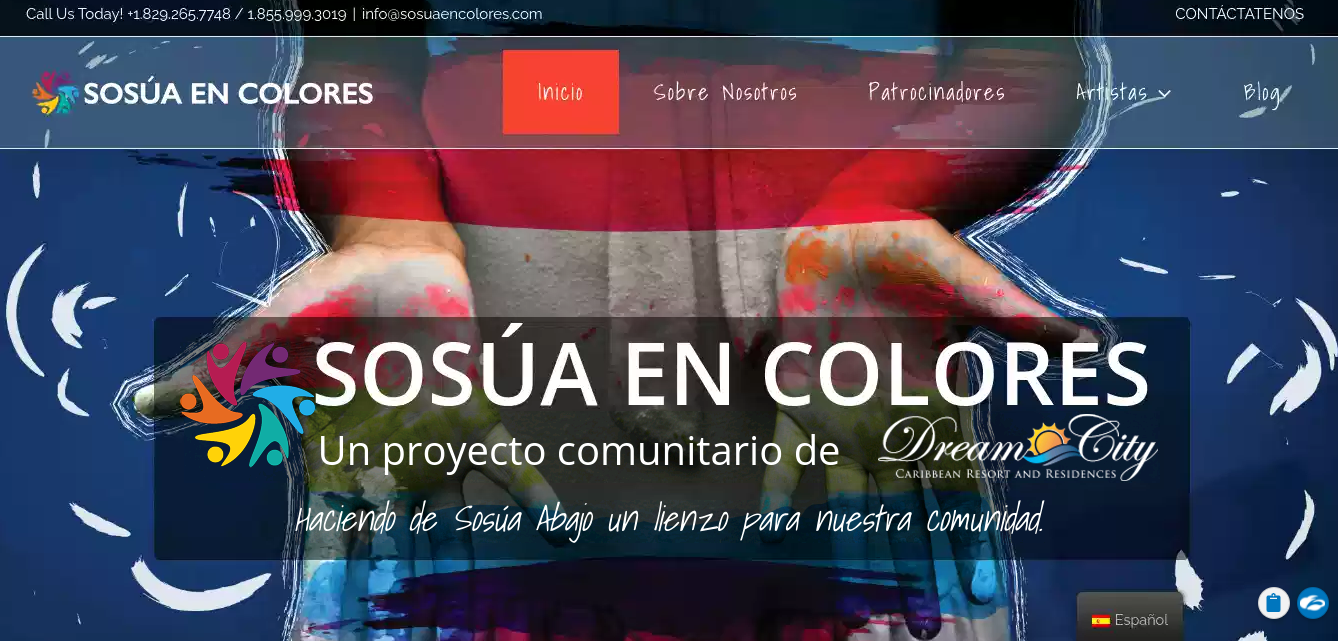 Call Us Today! +1.829.265.7748 / 1.855.999.3019 | info@sosuaencolores.com
CONTÁCTATENOS
SOSÚA EN COLORES
Inicio
Sobre Nosotros
Patrocinadores
Artistas
Blog
SOSÚA EN COLORES
Un proyecto comunitario de
Dream City
CARIBBEAN RESORT AND RESIDENCES
Haciendo de Sosúa Abajo un lienzo para nuestra comunidad.
Español